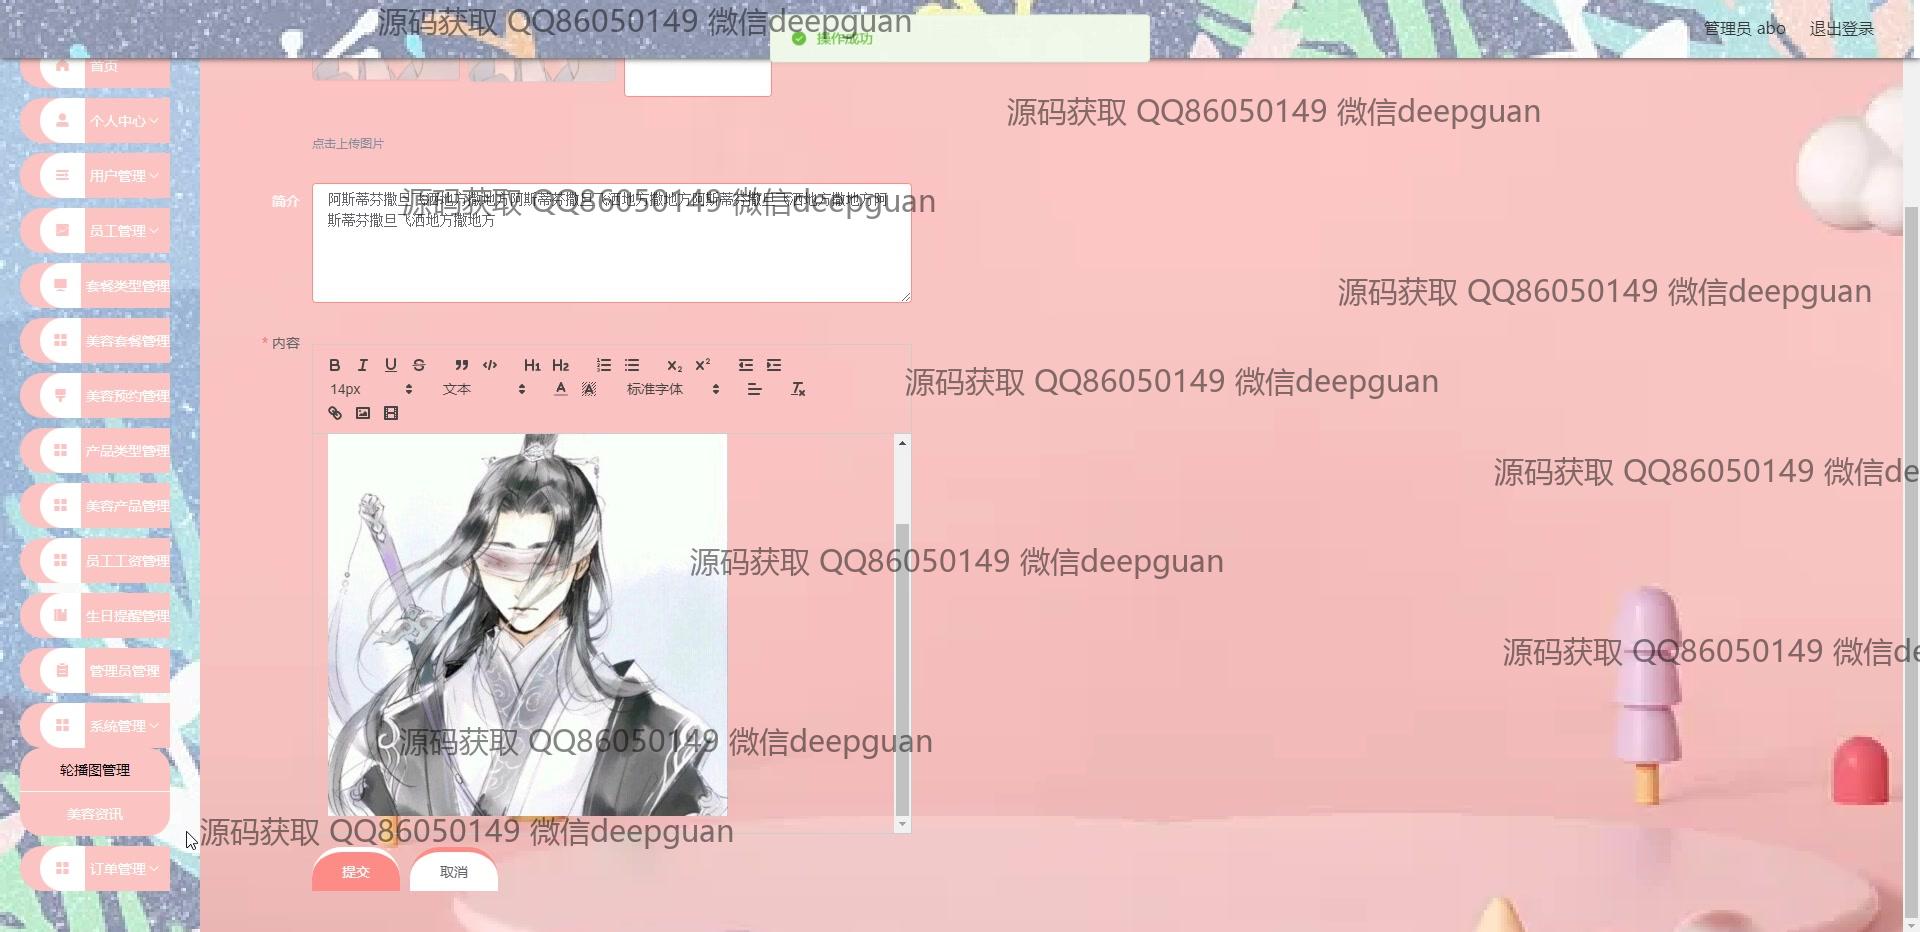 源码获取 QQ86050149 微信deepguan
操作成功
管理员 abo
退出登录
首页
个人中心
用户管理
员工管理
套餐类型管理
美容套餐管理
美容预约管理
产品类型管理
美容产品管理
员工工资管理
生日提醒管理
管理员管理
系统管理
轮播图管理
美容资讯
订单管理
源码获取 QQ86050149 微信deepguan
点击上传图片
简介
阿斯蒂芬撒旦飞洒地方撒地方阿斯蒂芬撒旦飞洒地方撒地方阿斯蒂芬撒旦飞洒地方撒地方阿
斯蒂芬撒旦飞洒地方撒地方
源码获取 QQ86050149 微信deepguan
源码获取 QQ86050149 微信deepguan
* 内容
B I U S H1 H2 X2 X2
14px 文本 A A 标准字体
源码获取 QQ86050149 微信deepguan
源码获取 QQ86050149 微信de
源码获取 QQ86050149 微信deepguan
源码获取 QQ86050149 微信de
源码获取 QQ86050149 微信deepguan
源码获取 QQ86050149 微信deepguan
提交
取消